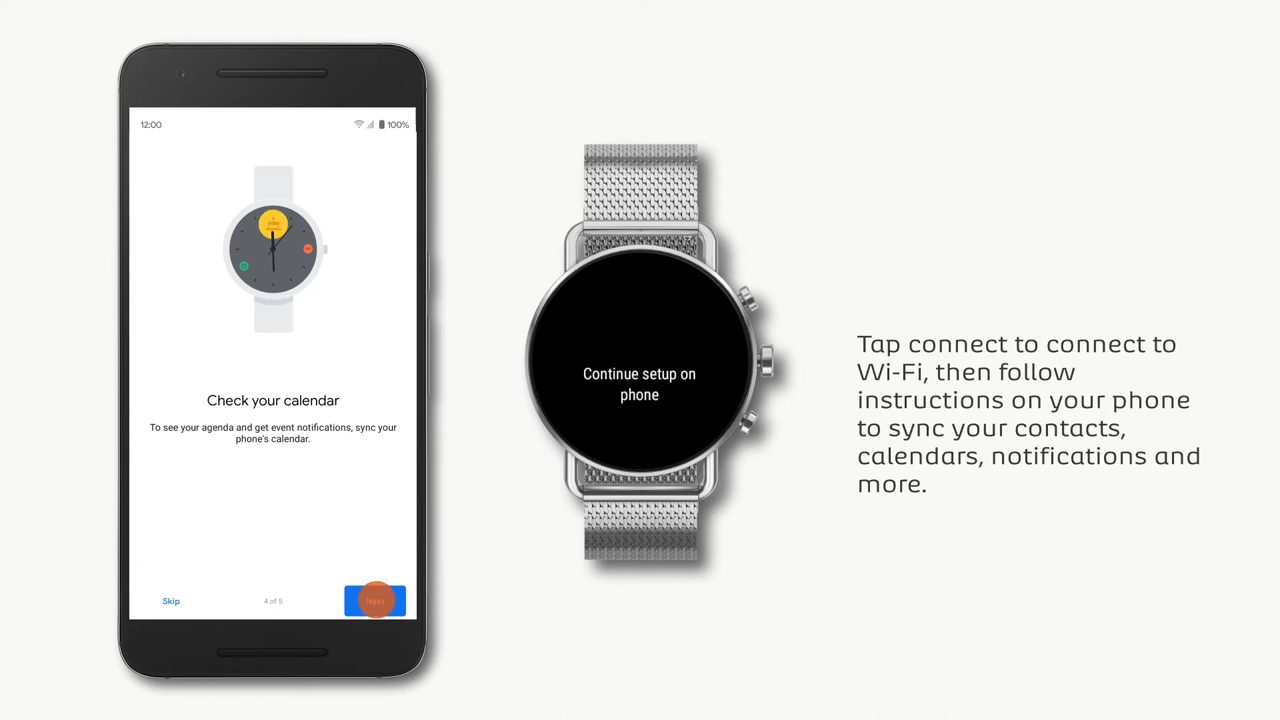 12:00
100%
Check your calendar
To see your agenda and get event notifications, sync your
phone's calendar.
Skip
4 of 5
Next
Continue setup on
phone
Tap connect to connect to
Wi-Fi, then follow
instructions on your phone
to sync your contacts,
calendars, notifications and
more.